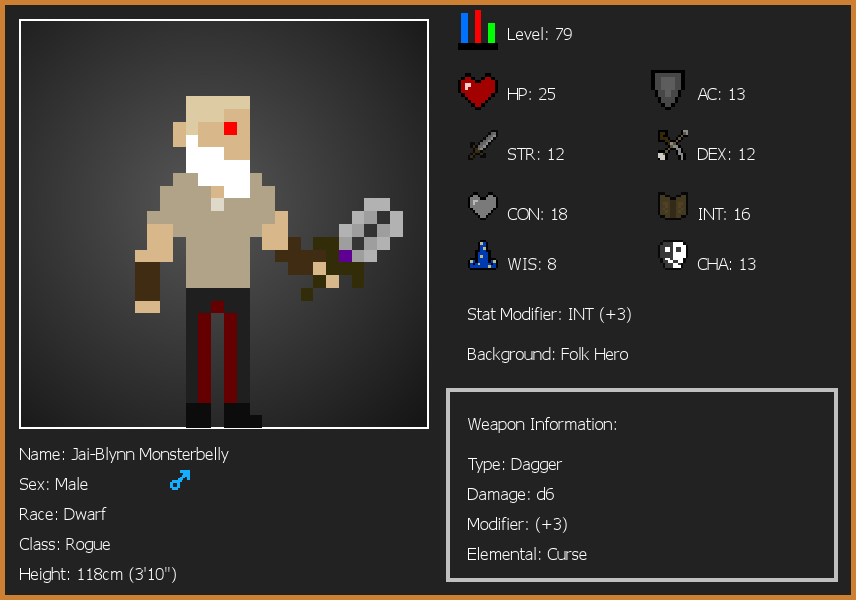 Level: 79
HP: 25
AC: 13
STR: 12
DEX: 12
CON: 18
INT: 16
WIS: 8
CHA: 13
Stat Modifier: INT (+3)
Background: Folk Hero
Weapon Information:
Type: Dagger
Damage: d6
Modifier: (+3)
Elemental: Curse
Name: Jai-Blynn Monsterbelly
Sex: Male
Race: Dwarf
Class: Rogue
Height: 118cm (3'10")